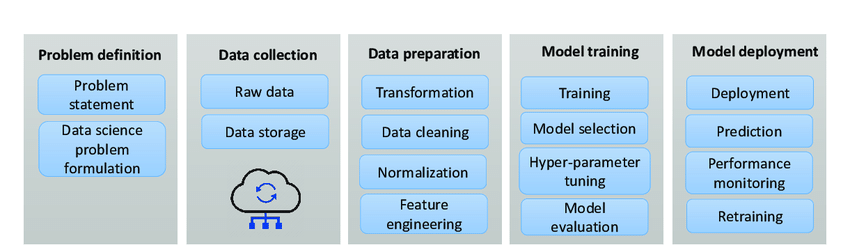 Problem definition
Problem
statement
Data science
problem
formulation
Data collection
Raw data
Data storage
Data preparation
Transformation
Data cleaning
Normalization
Feature
engineering
Model training
Training
Model selection
Hyper-parameter
tuning
Model
evaluation
Model deployment
Deployment
Prediction
Performance
monitoring
Retraining